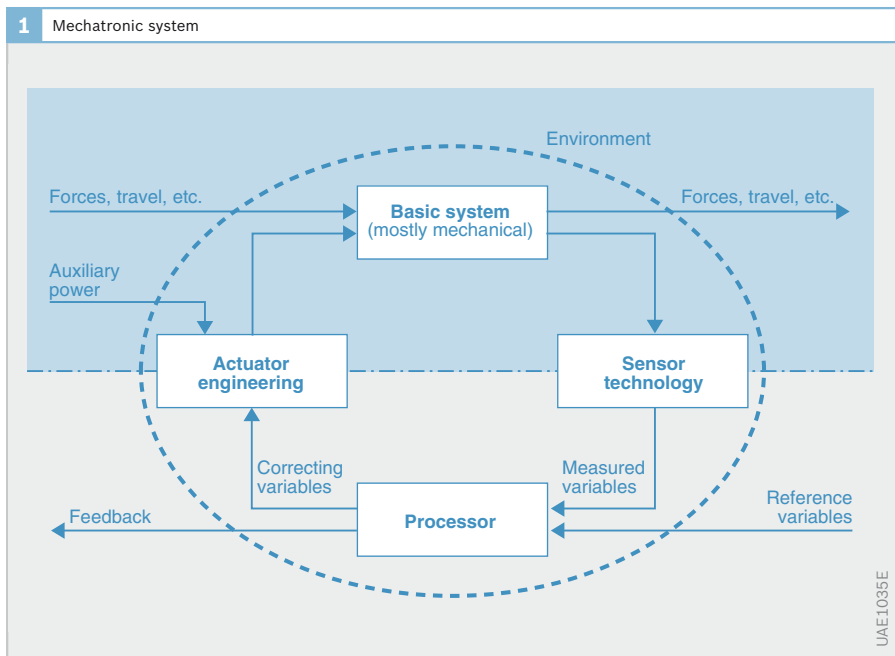 1 Mechatronic system
Environment
Forces, travel, etc.
Basic system
(mostly mechanical)
Forces, travel, etc.
Auxiliary
power
Actuator
engineering
Sensor
technology
Correcting
variables
Measured
variables
Feedback
Processor
Reference
variables
UAE1035E